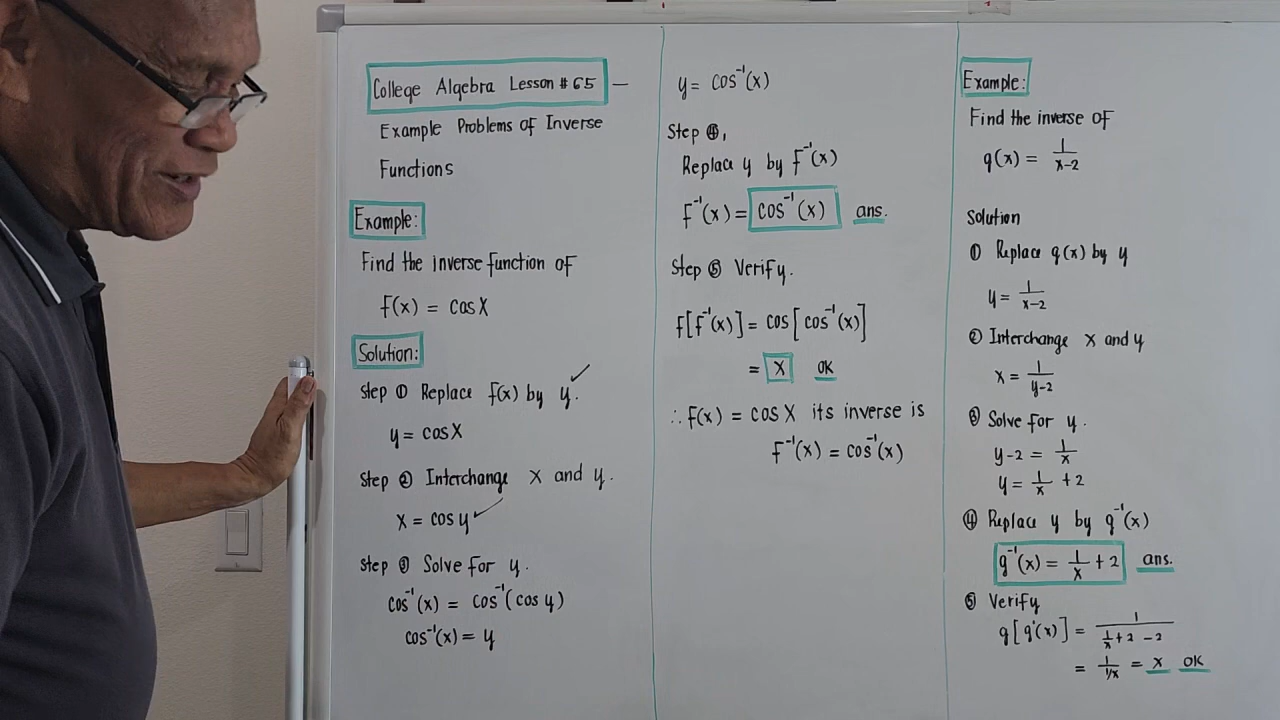 College Algebra Lesson # 65 —
Example Problems of Inverse
Functions
Example:
Find the inverse function of
f(x) = cos X
Solution:
Step ① Replace f(x) by y. ✓
y = cos X
Step ② Interchange X and y.
x = cos y ✓
Step ③ Solve for y.
cos⁻¹(x) = cos⁻¹(cos y)
cos⁻¹(x) = y
y = cos⁻¹(x)
Step ④,
Replace y by f⁻¹(x)
f⁻¹(x) = cos⁻¹(x) ans.
Step ⑤ Verify.
f[f⁻¹(x)] = cos[cos⁻¹(x)]
= X OK
∴ f(x) = cos X its inverse is
f⁻¹(x) = cos⁻¹(x)
Example:
Find the inverse of
g(x) = 1/(x-2)
Solution
① Replace g(x) by y
y = 1/(x-2)
② Interchange x and y
x = 1/(y-2)
③ Solve for y.
y-2 = 1/x
y = 1/x + 2
④ Replace y by g⁻¹(x)
g⁻¹(x) = 1/x + 2 ans.
⑤ Verify
g[g⁻¹(x)] = 1/(1/x + 2 - 2)
= 1/(1/x) = x OK